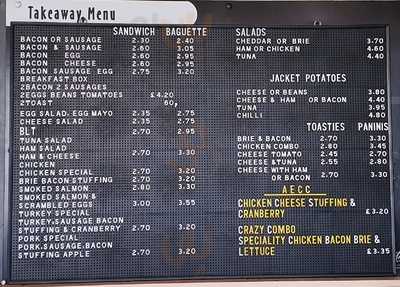 Takeaway Menu
SANDWICH BAGUETTE
BACON OR SAUSAGE 2.30 2.40
BACON & SAUSAGE 2.60 3.05
BACON EGG 2.60 2.95
BACON CHEESE 2.60 2.95
BACON SAUSAGE EGG 2.75 3.20
BREAKFAST BOX
2BACON 2 SAUSAGES
2EGGS BEANS TOMATOES £4.20
2TOAST 60,
EGG SALAD, EGG MAYO 2.35 2.75
CHEESE SALAD 2.35 2.75
BLT 2.70 2.95
TUNA SALAD
HAM SALAD
HAM & CHEESE 2.70 3.30
CHICKEN
CHICKEN SPECIAL 2.70 3.20
BRIE BACON STUFFING 2.70 3.20
SMOKED SALMON 2.80 3.30
SMOKED SALMON &
SCRAMBLED EGGS 3.00 3.55
TURKEY SPECIAL
TURKEY.SAUSAGE BACON
STUFFING & CRANBERRY 2.70 3.20
PORK SPECIAL
PORK.SAUSAGE.BACON
STUFFING APPLE 2.70 3.20
SALADS
CHEDDAR OR BRIE 3.70
HAM OR CHICKEN 4.60
TUNA 4.40
JACKET POTATOES
CHEESE OR BEANS 3.80
CHEESE & HAM OR BACON 4.40
TUNA 3.95
CHILLI 4.80
TOASTIES PANINIS
BRIE & BACON 2.70 3.30
CHICKEN COMBO 2.80 3.45
CHEESE TOMATO 2.45 2.70
CHEESE &TUNA 2.55 2.80
CHEESE WITH HAM
OR BACON 2.70 3.30
AECC
CHICKEN CHEESE STUFFING &
CRANBERRY £3.20
CRAZY COMBO
SPECIALITY CHICKEN BACON BRIE &
LETTUCE £3.35